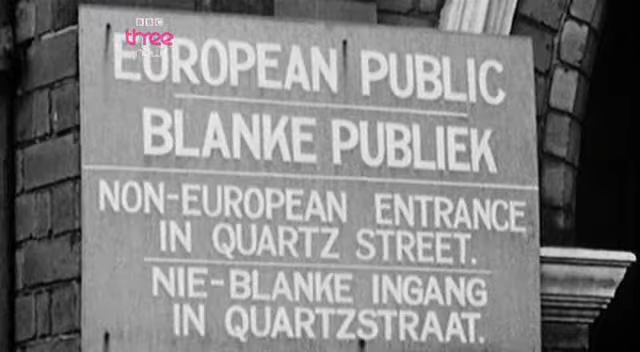 BBC
three
EUROPEAN PUBLIC
BLANKE PUBLIEK
NON-EUROPEAN ENTRANCE
IN QUARTZ STREET.
NIE-BLANKE INGANG
IN QUARTZSTRAAT.